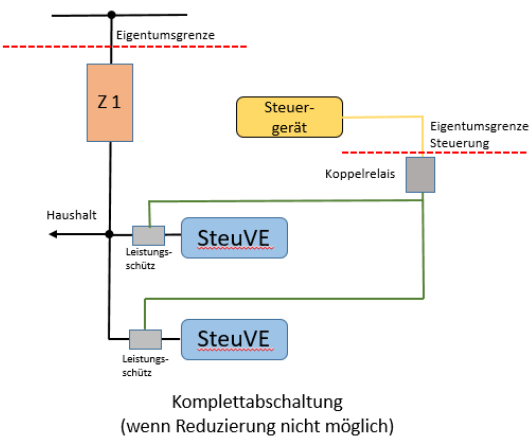 Eigentumsgrenze
Z 1
Steuer-
gerät
Eigentumsgrenze
Steuerung
Koppelrelais
Haushalt
SteuVE
Leistungs-
schütz
SteuVE
Leistungs-
schütz
Komplettabschaltung
(wenn Reduzierung nicht möglich)